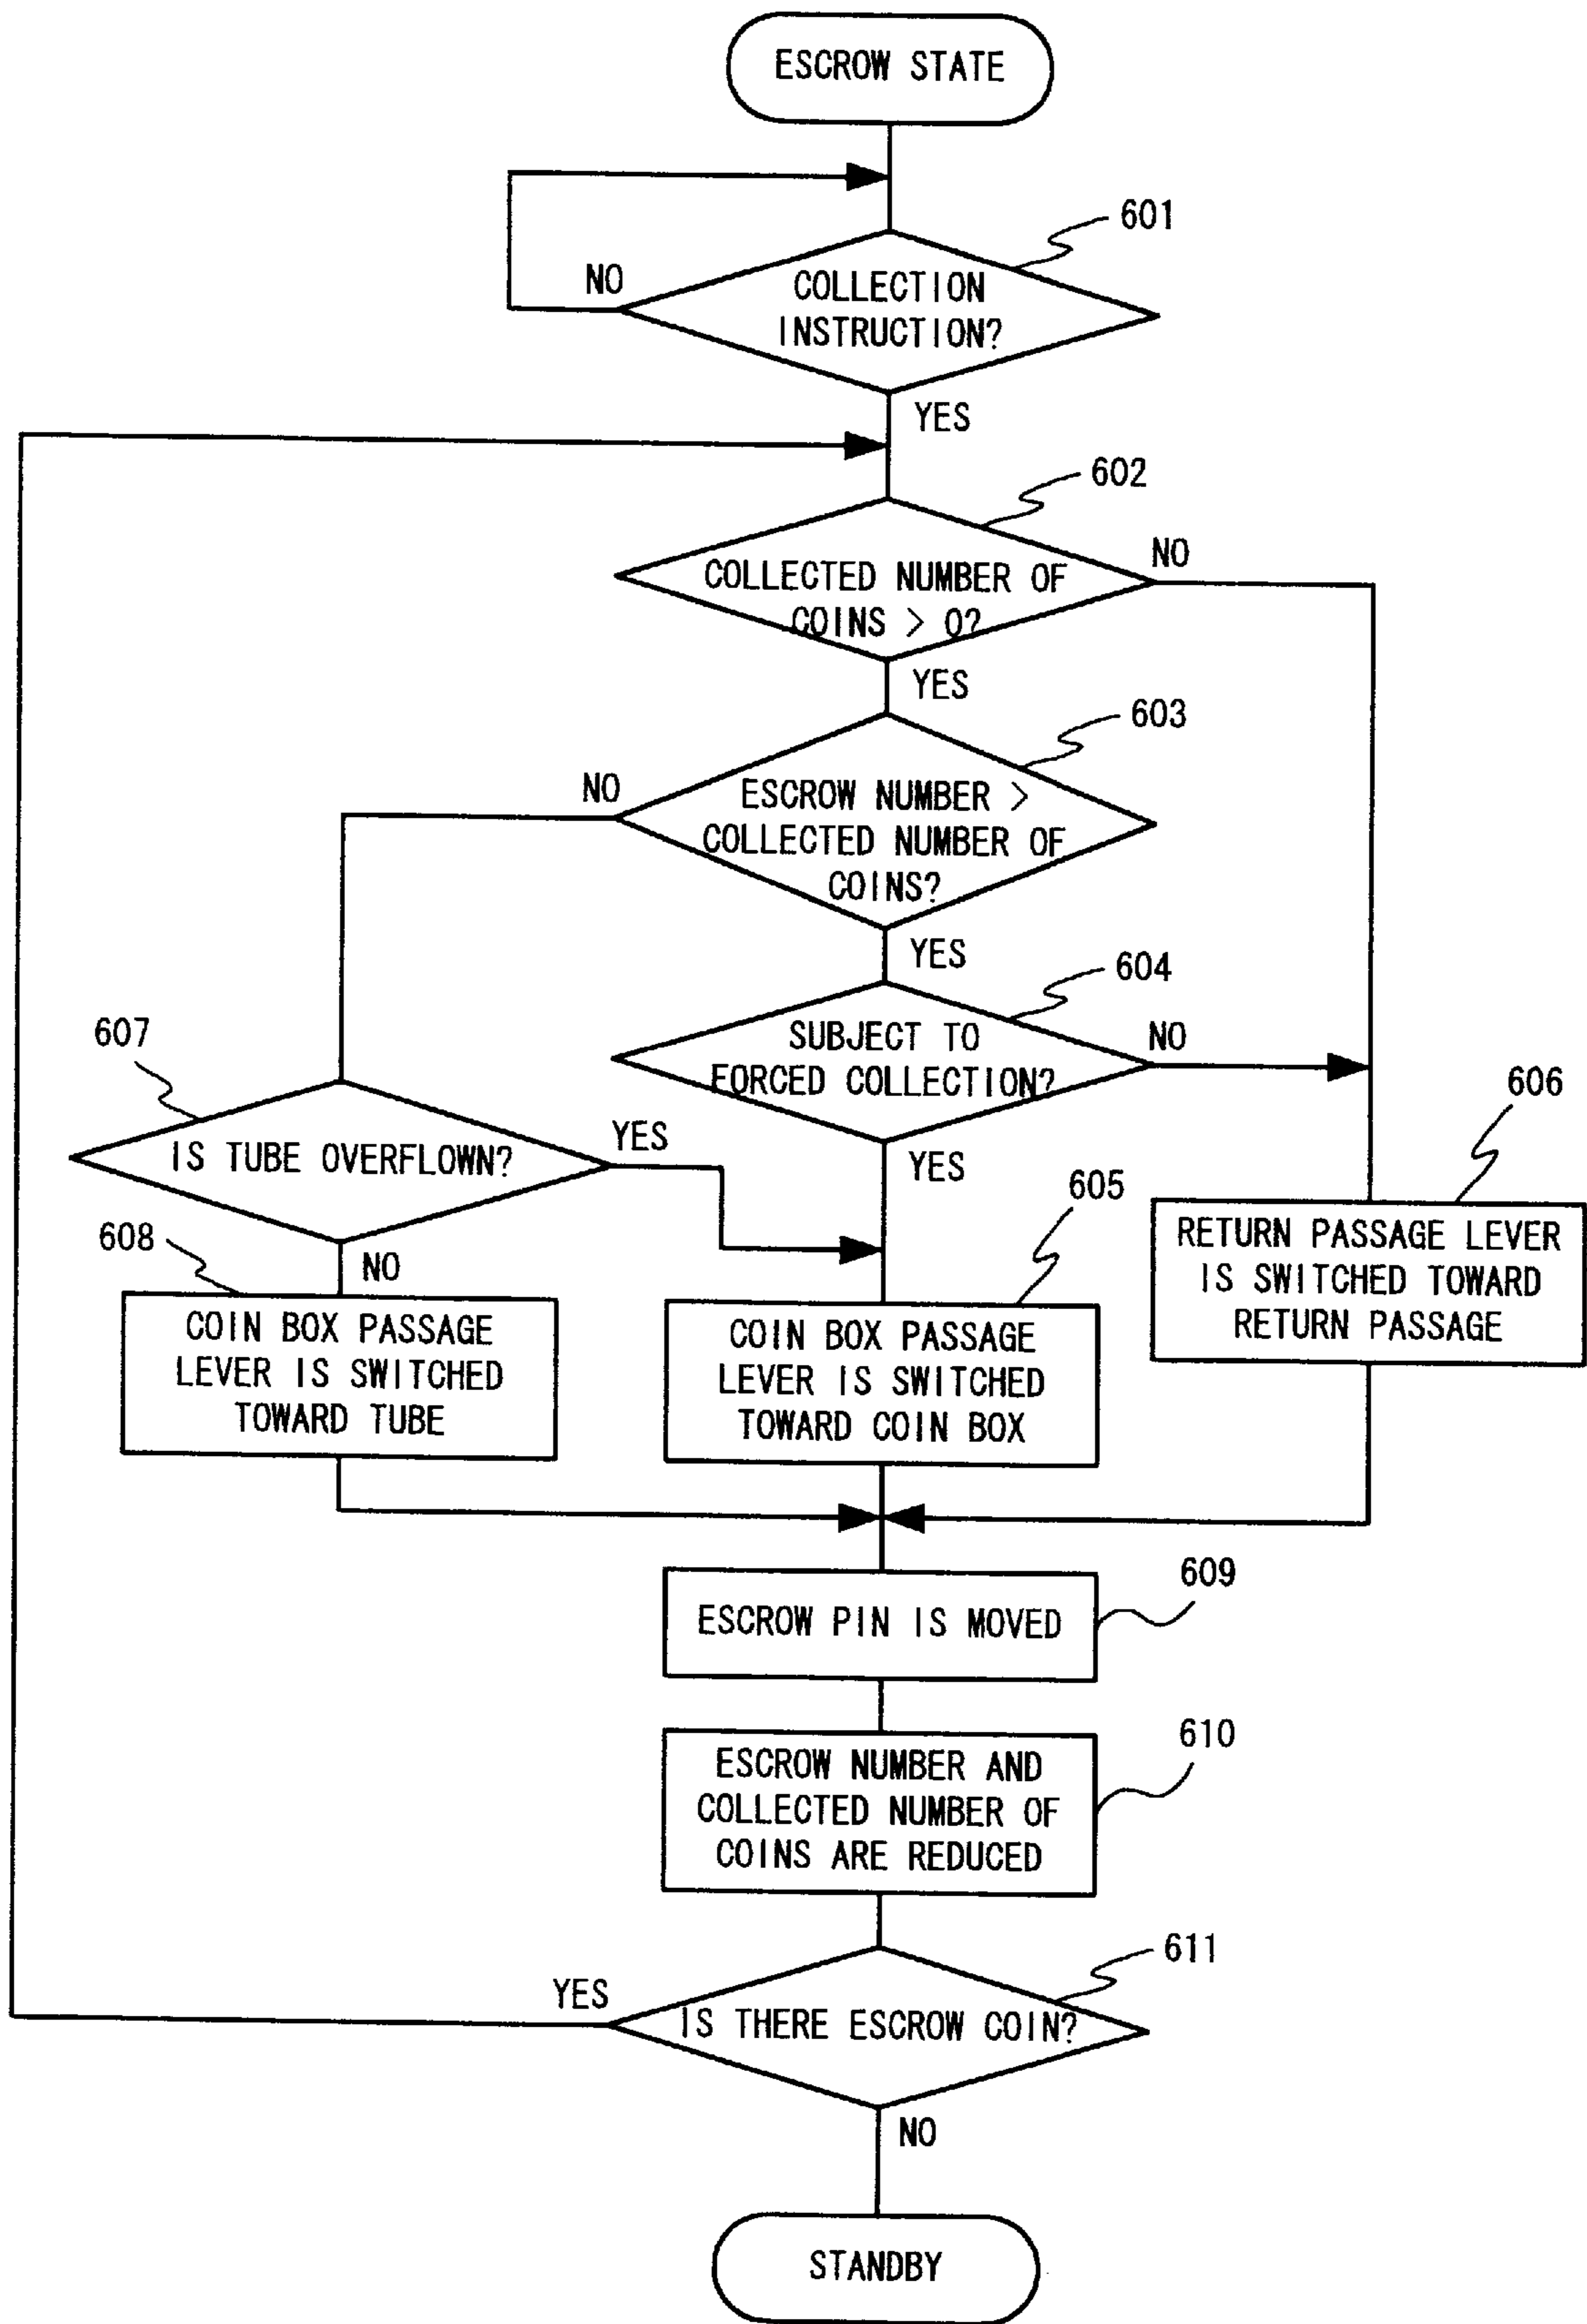 ESCROW STATE
601
NO
COLLECTION
INSTRUCTION?
YES
602
NO
COLLECTED NUMBER OF
COINS > 0?
YES
603
NO
ESCROW NUMBER >
COLLECTED NUMBER OF
COINS?
YES
604
607
SUBJECT TO
FORCED COLLECTION?
NO
606
IS TUBE OVERFLOWN?
YES
YES
605
608
NO
RETURN PASSAGE LEVER
IS SWITCHED TOWARD
RETURN PASSAGE
COIN BOX PASSAGE
LEVER IS SWITCHED
TOWARD TUBE
COIN BOX PASSAGE
LEVER IS SWITCHED
TOWARD COIN BOX
609
ESCROW PIN IS MOVED
610
ESCROW NUMBER AND
COLLECTED NUMBER OF
COINS ARE REDUCED
611
YES
IS THERE ESCROW COIN?
NO
STANDBY